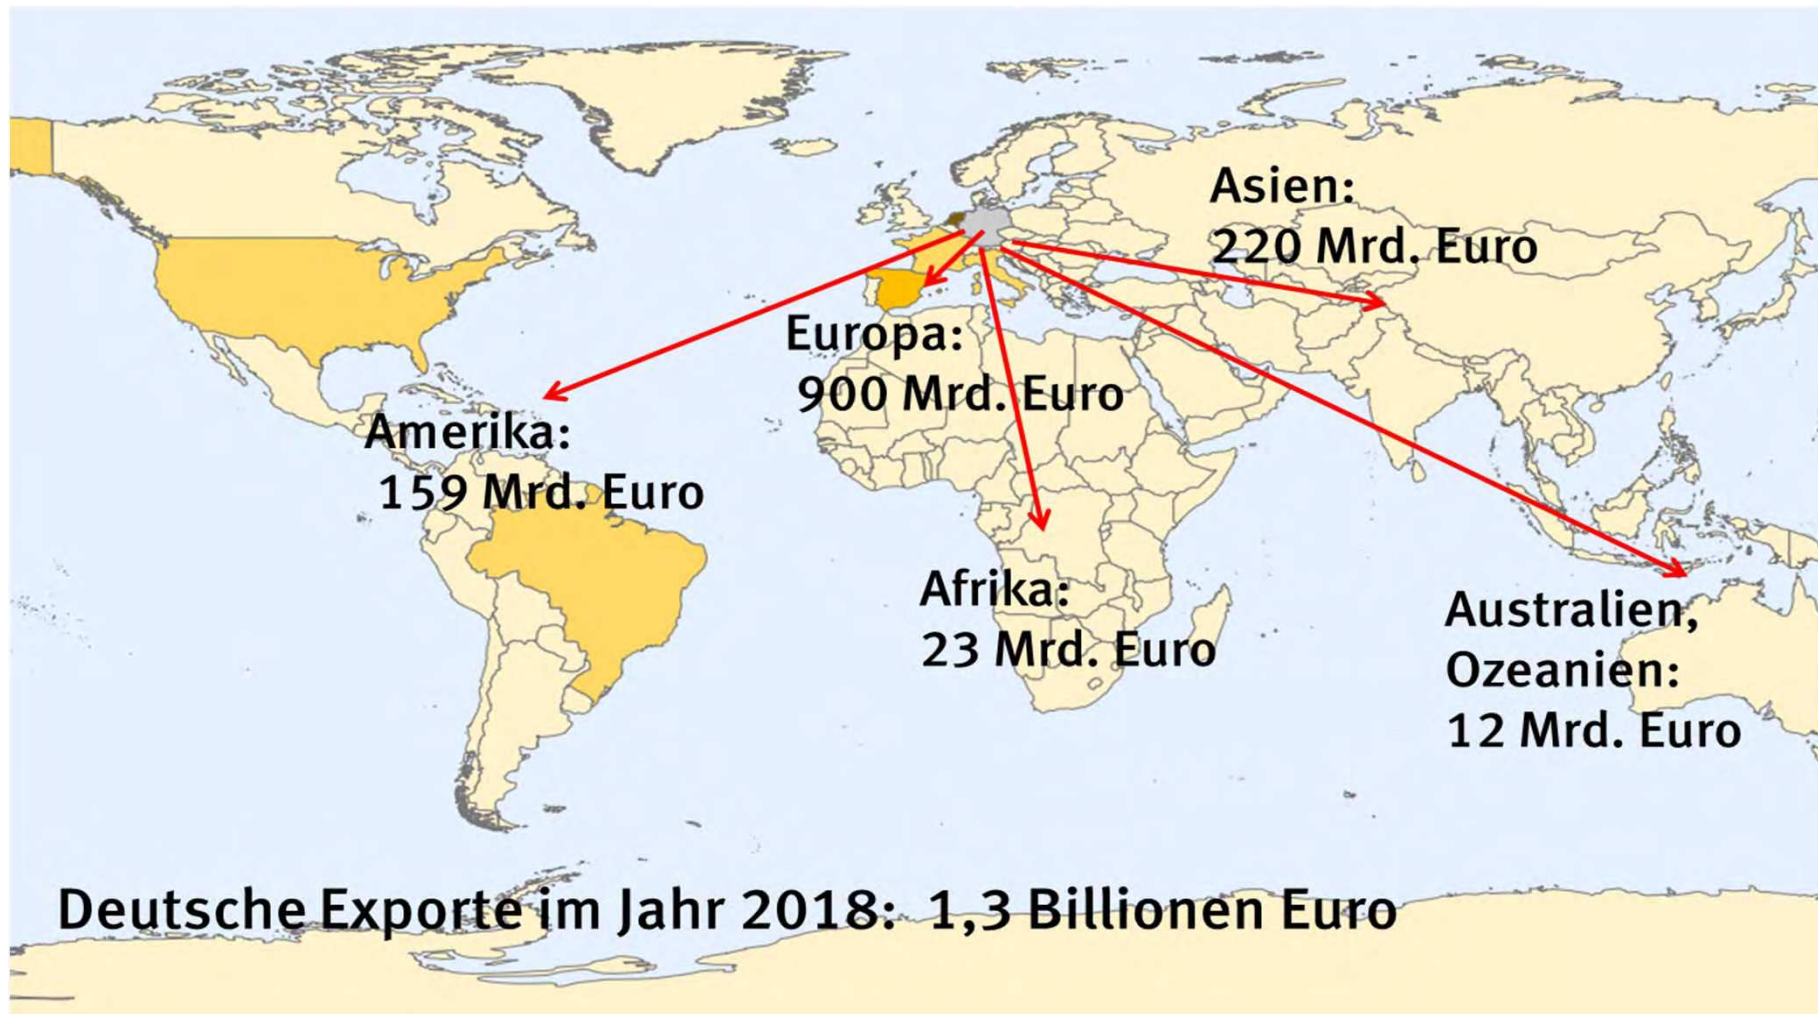 Asien:
220 Mrd. Euro
Europa:
900 Mrd. Euro
Amerika:
159 Mrd. Euro
Afrika:
23 Mrd. Euro
Australien,
Ozeanien:
12 Mrd. Euro
Deutsche Exporte im Jahr 2018: 1,3 Billionen Euro